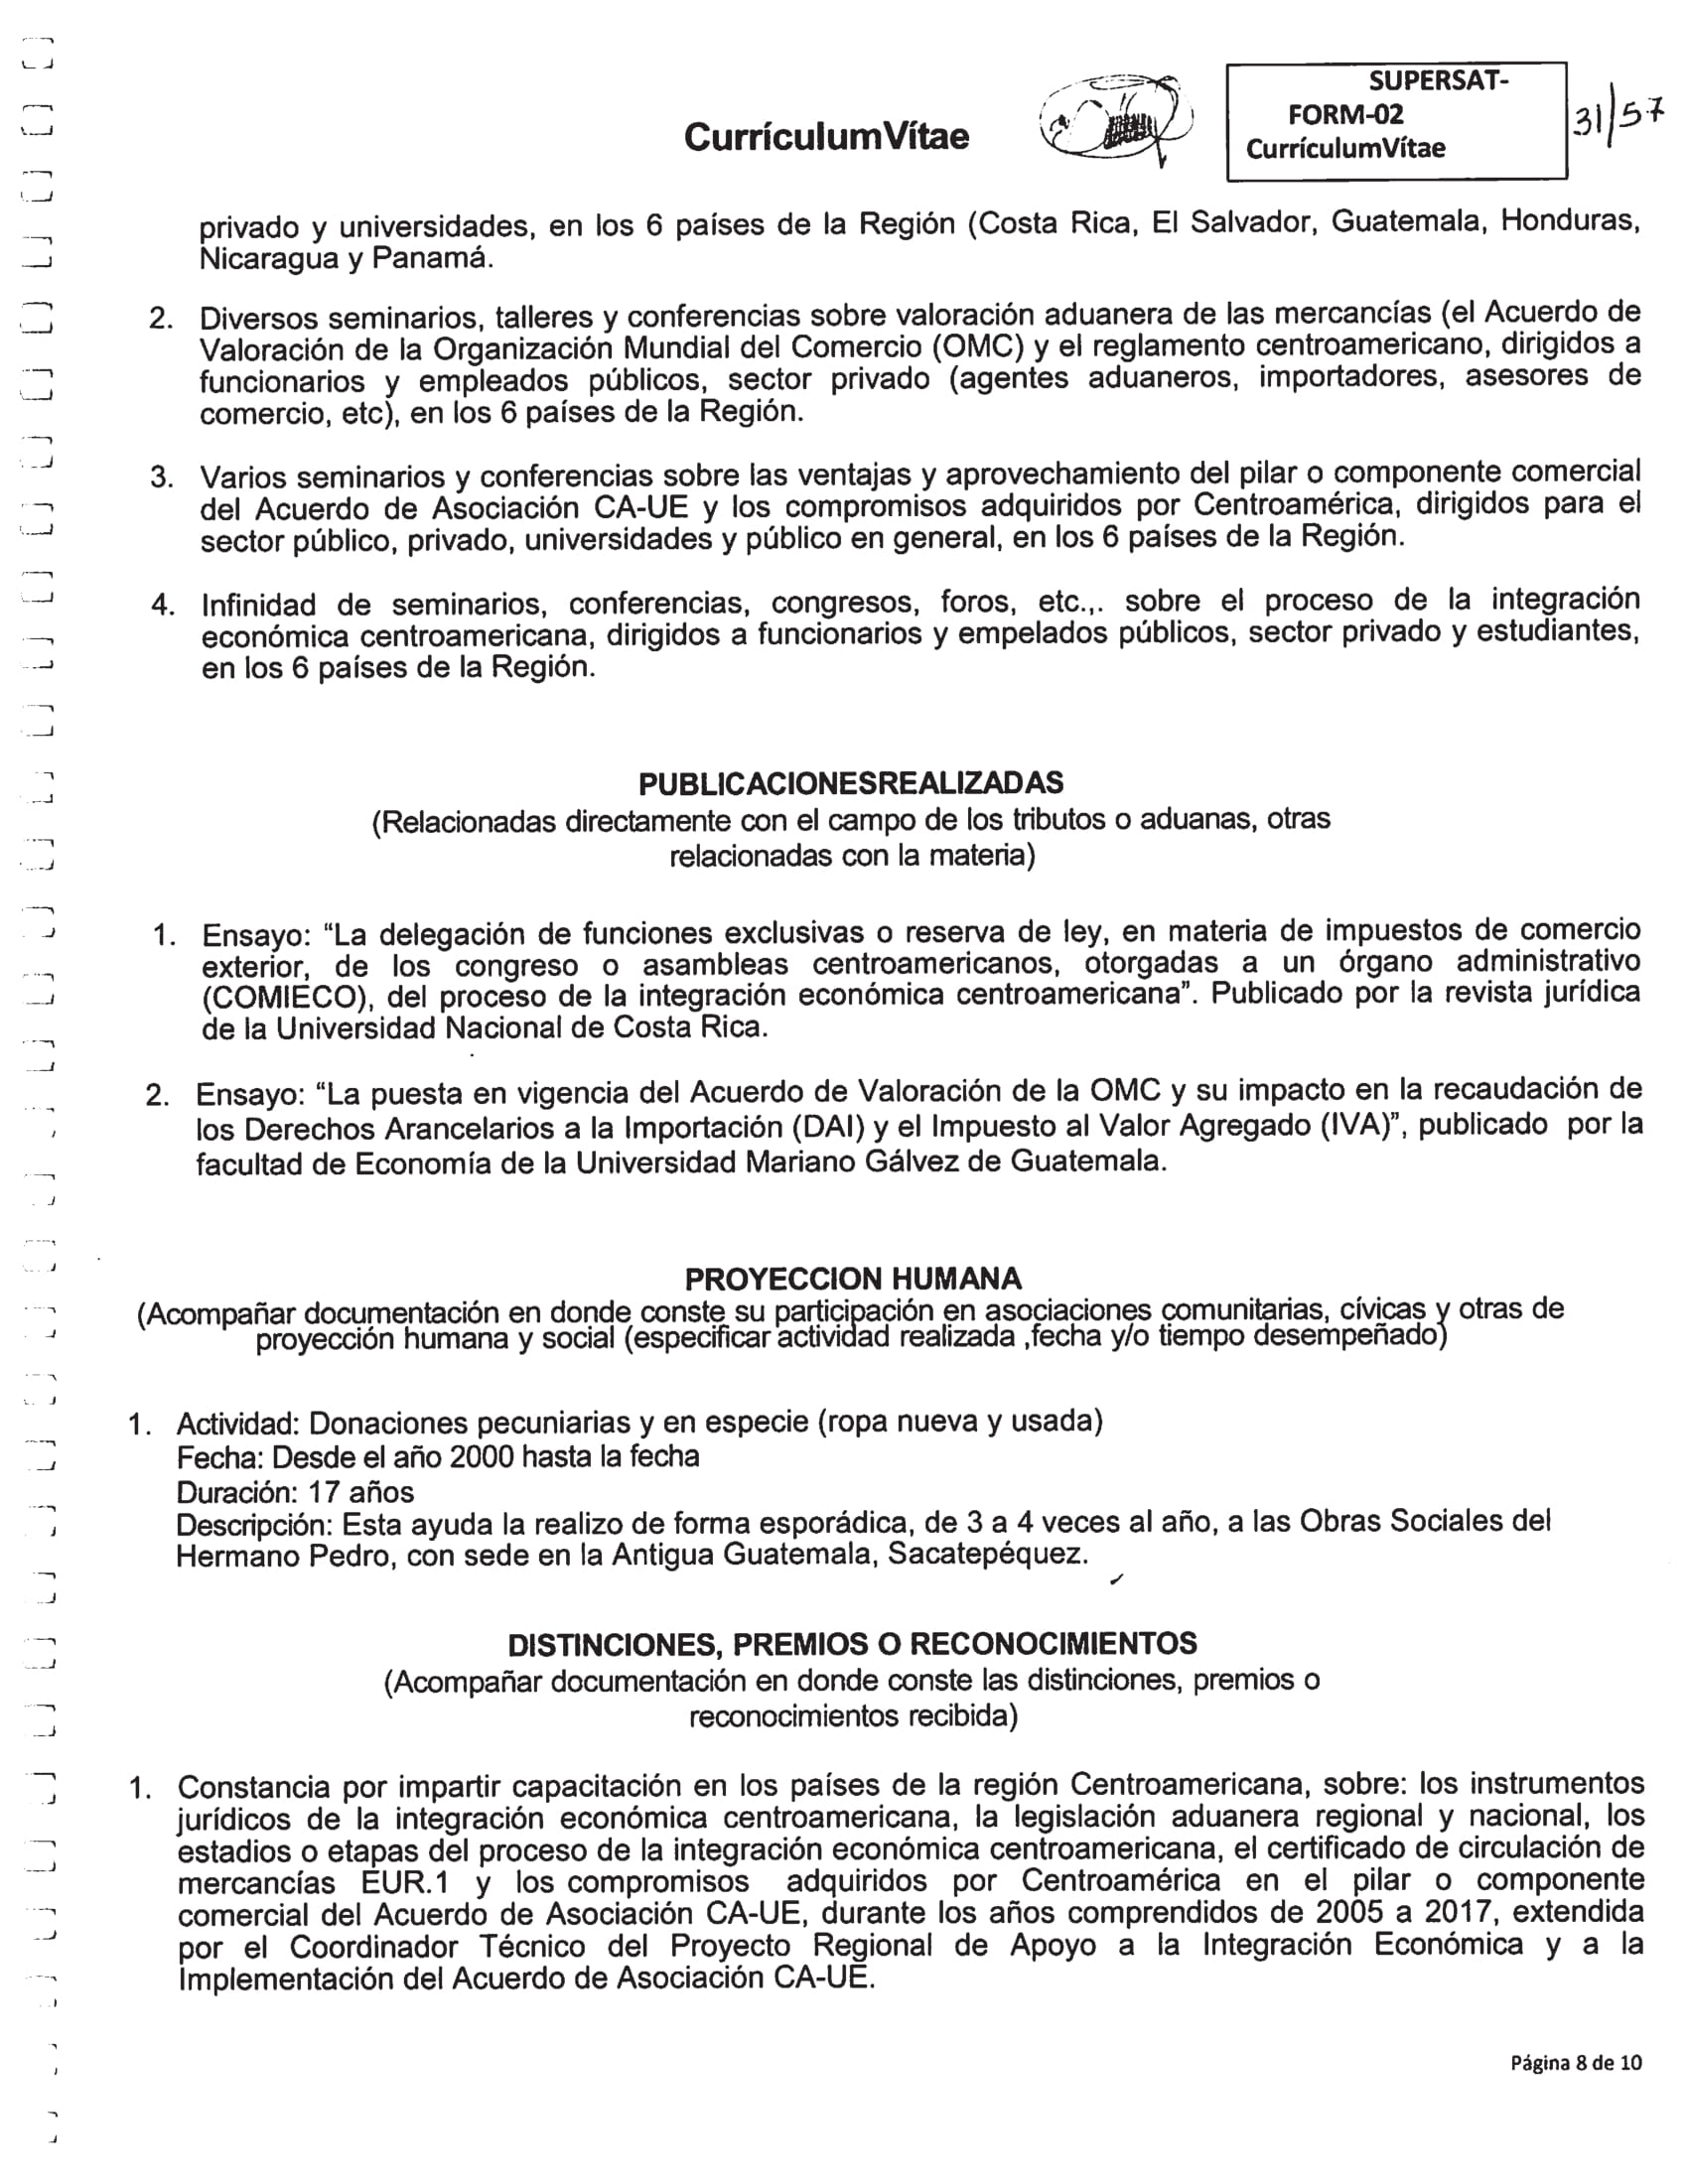 SUPERSAT-
FORM-02
CurrículumVítae
31/57
CurrículumVítae
privado y universidades, en los 6 países de la Región (Costa Rica, El Salvador, Guatemala, Honduras,
Nicaragua y Panamá.
2. Diversos seminarios, talleres y conferencias sobre valoración aduanera de las mercancías (el Acuerdo de
Valoración de la Organización Mundial del Comercio (OMC) y el reglamento centroamericano, dirigidos a
funcionarios y empleados públicos, sector privado (agentes aduaneros, importadores, asesores de
comercio, etc), en los 6 países de la Región.
3. Varios seminarios y conferencias sobre las ventajas y aprovechamiento del pilar o componente comercial
del Acuerdo de Asociación CA-UE y los compromisos adquiridos por Centroamérica, dirigidos para el
sector público, privado, universidades y público en general, en los 6 países de la Región.
4. Infinidad de seminarios, conferencias, congresos, foros, etc.,. sobre el proceso de la integración
económica centroamericana, dirigidos a funcionarios y empelados públicos, sector privado y estudiantes,
en los 6 países de la Región.
PUBLICACIONESREALIZADAS
(Relacionadas directamente con el campo de los tributos o aduanas, otras
relacionadas con la materia)
1. Ensayo: “La delegación de funciones exclusivas o reserva de ley, en materia de impuestos de comercio
exterior, de los congreso o asambleas centroamericanos, otorgadas a un órgano administrativo
(COMIECO), del proceso de la integración económica centroamericana”. Publicado por la revista jurídica
de la Universidad Nacional de Costa Rica.
2. Ensayo: “La puesta en vigencia del Acuerdo de Valoración de la OMC y su impacto en la recaudación de
los Derechos Arancelarios a la Importación (DAI) y el Impuesto al Valor Agregado (IVA)”, publicado por la
facultad de Economía de la Universidad Mariano Gálvez de Guatemala.
PROYECCION HUMANA
(Acompañar documentación en donde conste su participación en asociaciones comunitarias, cívicas y otras de
proyección humana y social (especificar actividad realizada ,fecha y/o tiempo desempeñado)
1. Actividad: Donaciones pecuniarias y en especie (ropa nueva y usada)
Fecha: Desde el año 2000 hasta la fecha
Duración: 17 años
Descripción: Esta ayuda la realizo de forma esporádica, de 3 a 4 veces al año, a las Obras Sociales del
Hermano Pedro, con sede en la Antigua Guatemala, Sacatepéquez.
DISTINCIONES, PREMIOS O RECONOCIMIENTOS
(Acompañar documentación en donde conste las distinciones, premios o
reconocimientos recibida)
1. Constancia por impartir capacitación en los países de la región Centroamericana, sobre: los instrumentos
jurídicos de la integración económica centroamericana, la legislación aduanera regional y nacional, los
estadios o etapas del proceso de la integración económica centroamericana, el certificado de circulación de
mercancías EUR.1 y los compromisos adquiridos por Centroamérica en el pilar o componente
comercial del Acuerdo de Asociación CA-UE, durante los años comprendidos de 2005 a 2017, extendida
por el Coordinador Técnico del Proyecto Regional de Apoyo a la Integración Económica y a la
Implementación del Acuerdo de Asociación CA-UE.
Página 8 de 10